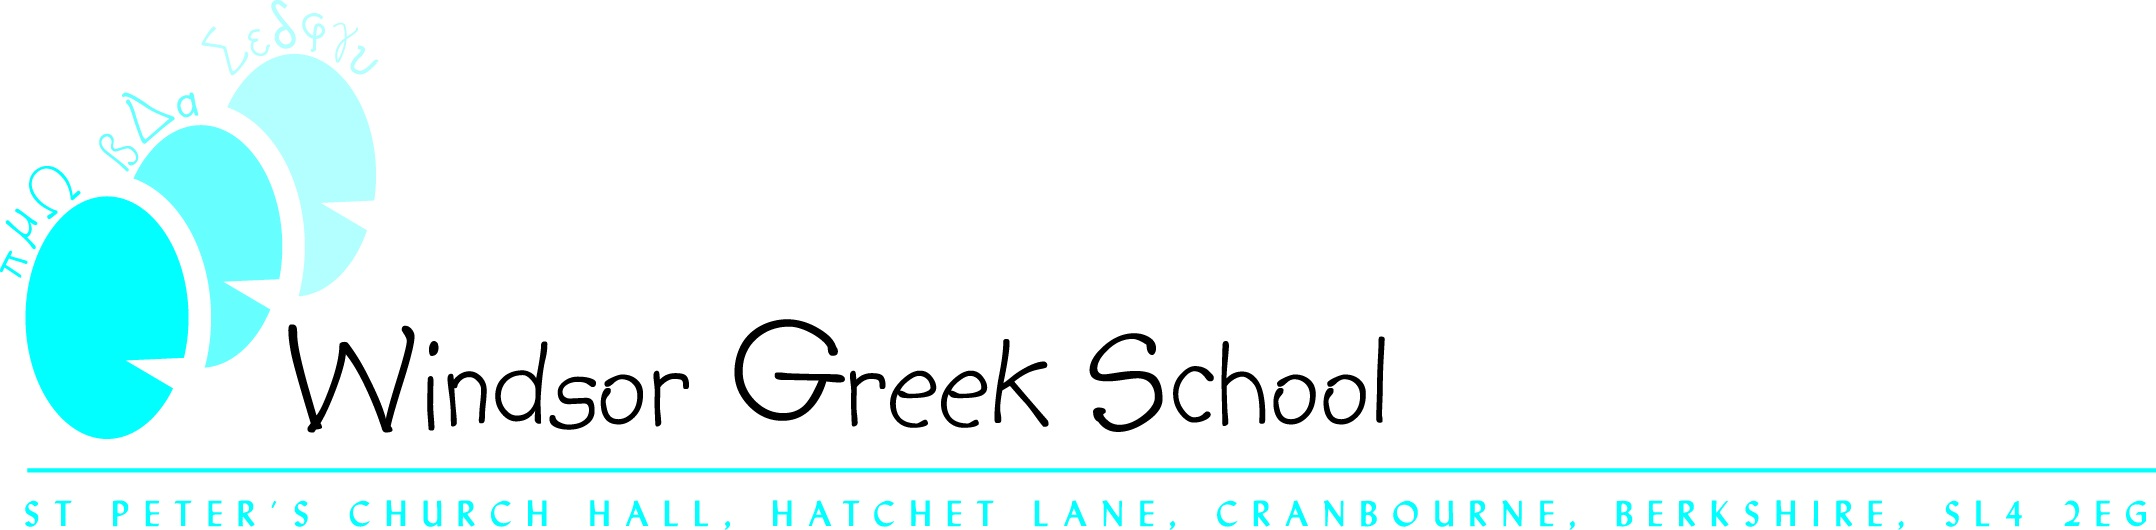 Σεδφγυ
βΔα
πμΩ
Windsor Greek School
ST PETER'S CHURCH HALL, HATCHET LANE, CRANBOURNE, BERKSHIRE, SL4 2EG